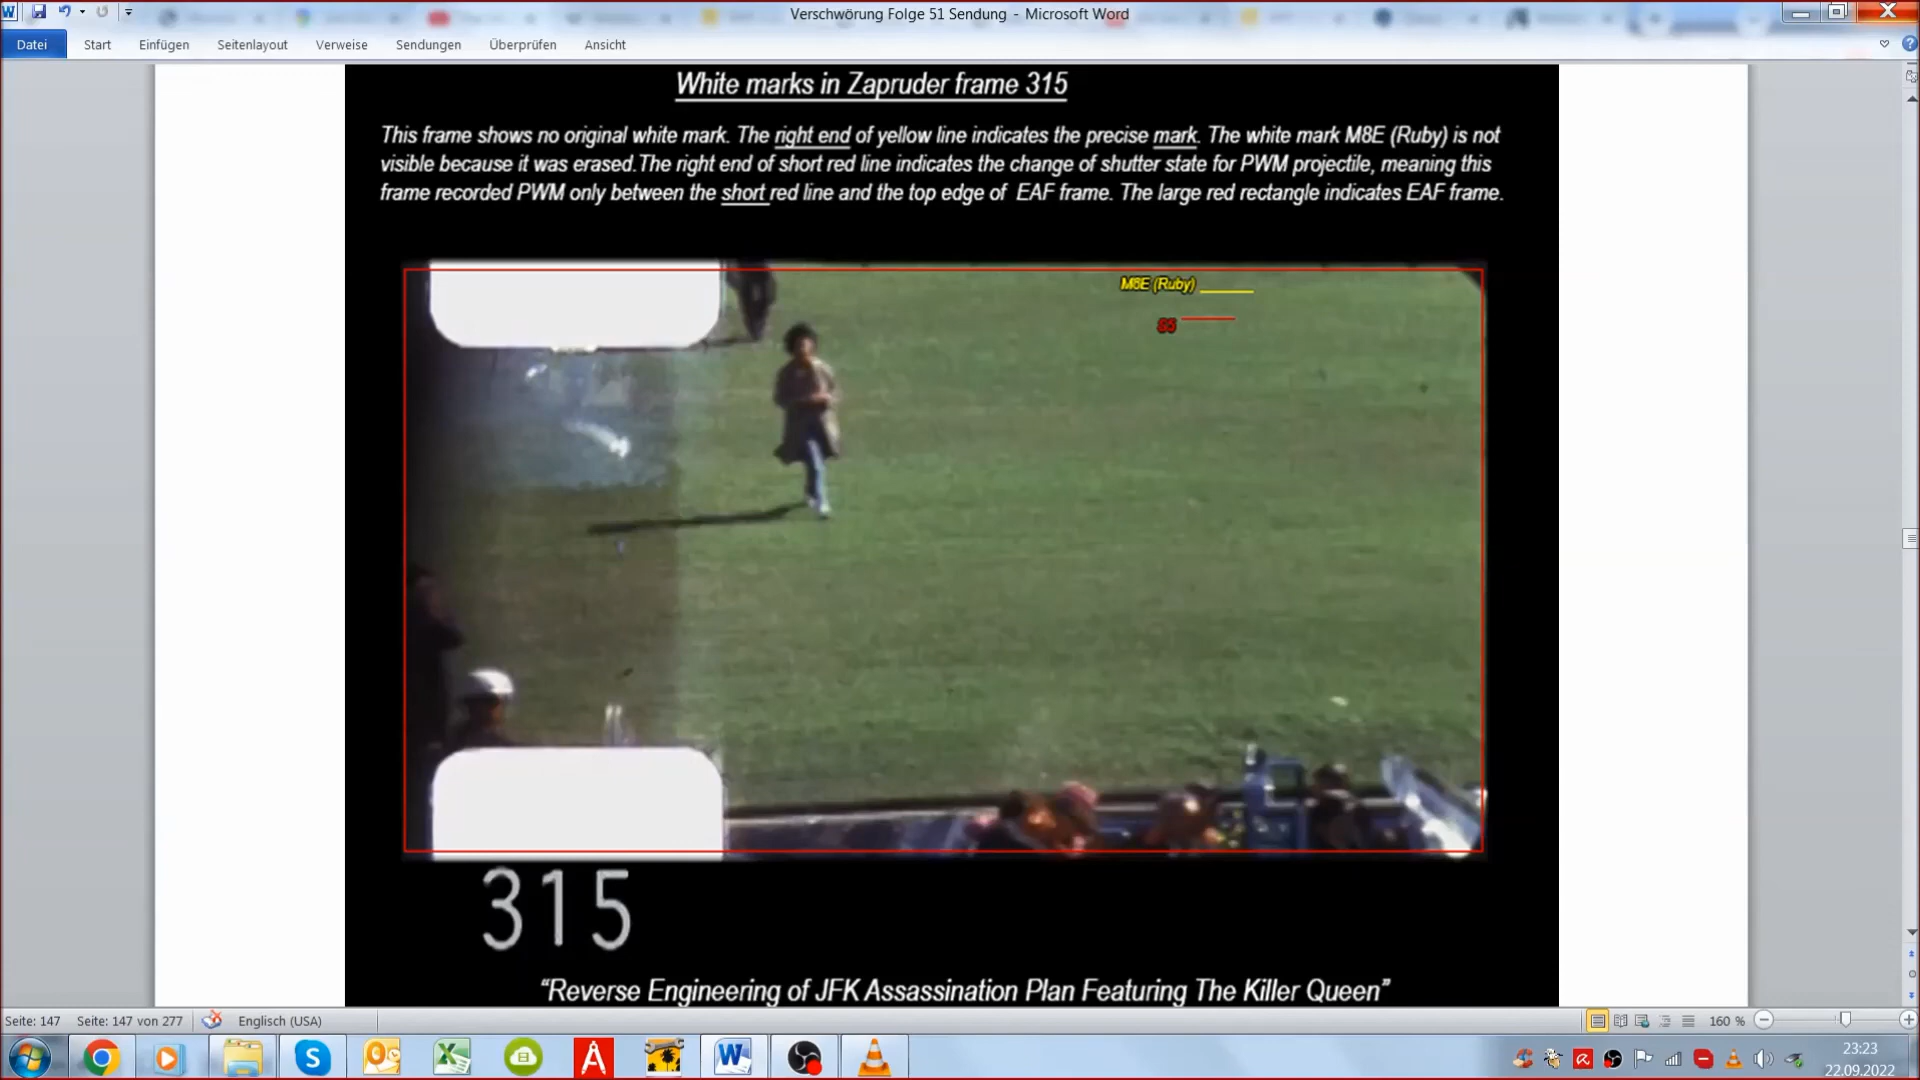 Verschwörung Folge 51 Sendung - Microsoft Word
Datei Start Einfügen Seitenlayout Verweise Sendungen Überprüfen Ansicht
White marks in Zapruder frame 315
This frame shows no original white mark. The right end of yellow line indicates the precise mark. The white mark M8E (Ruby) is not
visible because it was erased.The right end of short red line indicates the change of shutter state for PWM projectile, meaning this
frame recorded PWM only between the short red line and the top edge of EAF frame. The large red rectangle indicates EAF frame.
M8E (Ruby)
S5
315
"Reverse Engineering of JFK Assassination Plan Featuring The Killer Queen"
Seite: 147 Seite: 147 von 277 Englisch (USA) 160 %
23:23
22.09.2022